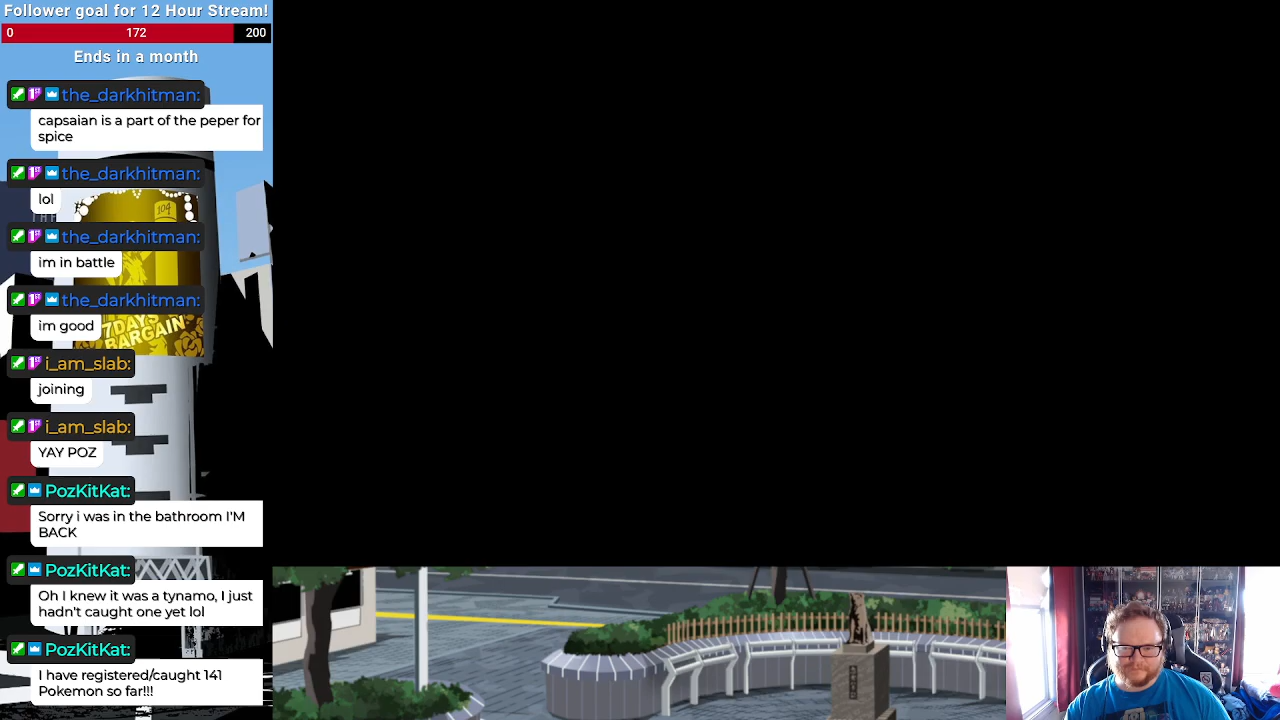 Follower goal for 12 Hour Stream!
0 172 200
Ends in a month
the_darkhitman:
capsaian is a part of the peper for
spice
the_darkhitman:
lol
104
the_darkhitman:
im in battle
the_darkhitman:
im good
7DAYS
BARGAIN
i_am_slab:
joining
i_am_slab:
YAY POZ
PozKitKat:
Sorry i was in the bathroom I'M
BACK
PozKitKat:
Oh I knew it was a tynamo, I just
hadn't caught one yet lol
PozKitKat:
I have registered/caught 141
Pokemon so far!!!